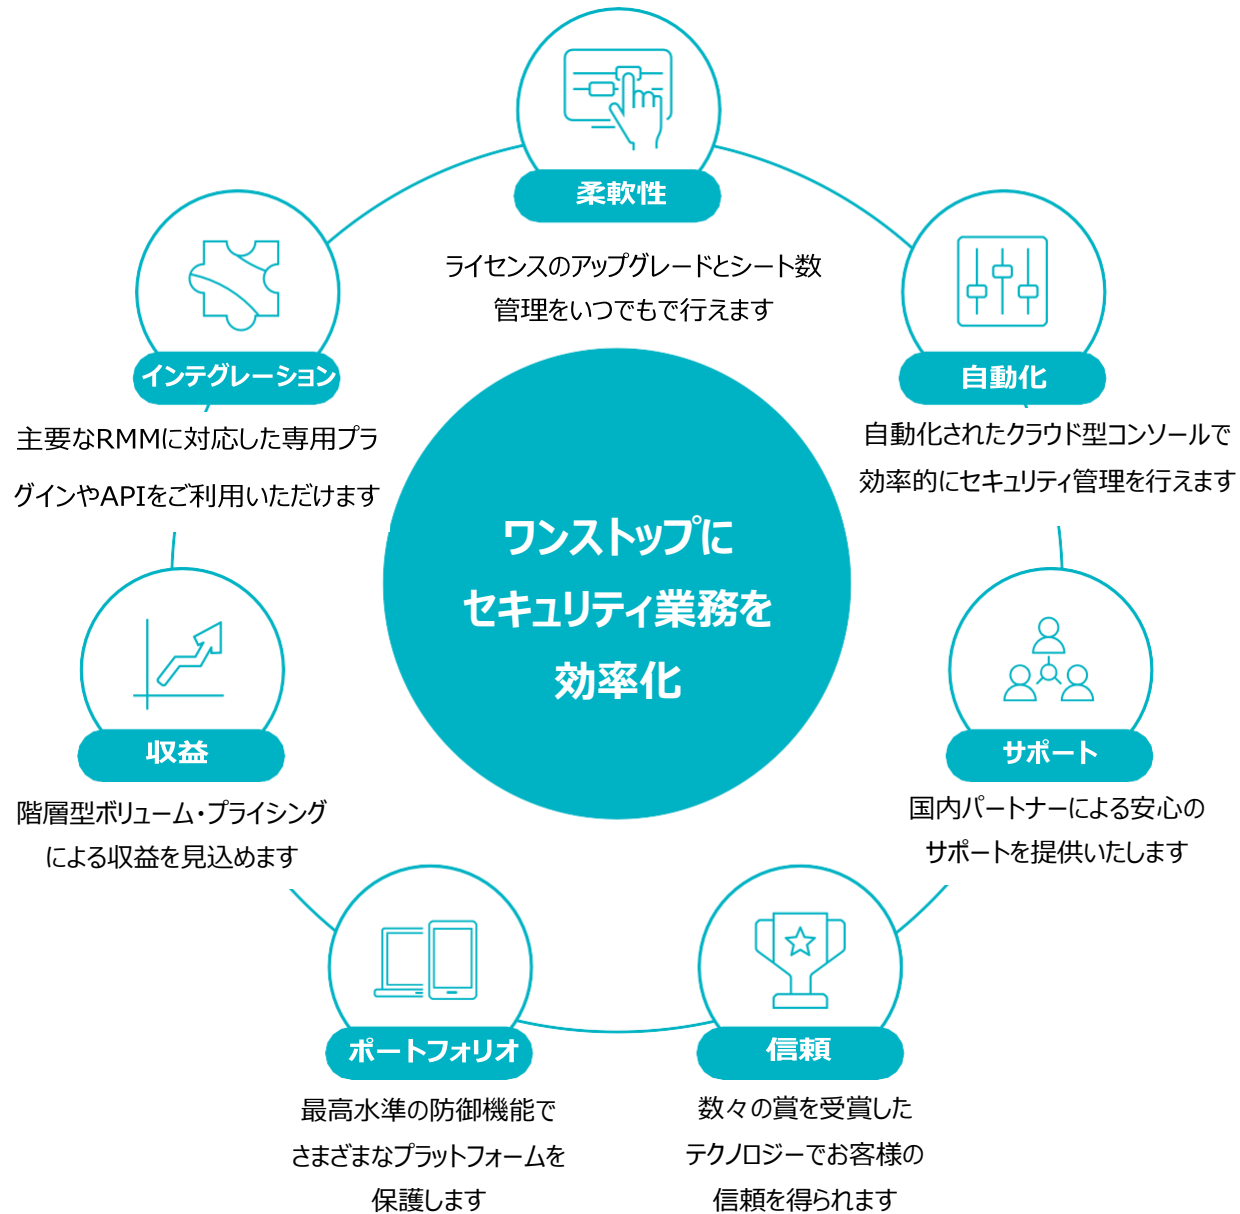 柔軟性
ライセンスのアップグレードとシート数
管理をいつでもで行えます
インテグレーション
主要なRMMに対応した専用プラ
グインやAPIをご利用いただけます
自動化
自動化されたクラウド型コンソールで
効率的にセキュリティ管理を行えます
ワンストップに
セキュリティ業務を
効率化
収益
階層型ボリューム・プライシング
による収益を見込めます
サポート
国内パートナーによる安心の
サポートを提供いたします
ポートフォリオ
最高水準の防御機能で
さまざまなプラットフォームを
保護します
信頼
数々の賞を受賞した
テクノロジーでお客様の
信頼を得られます